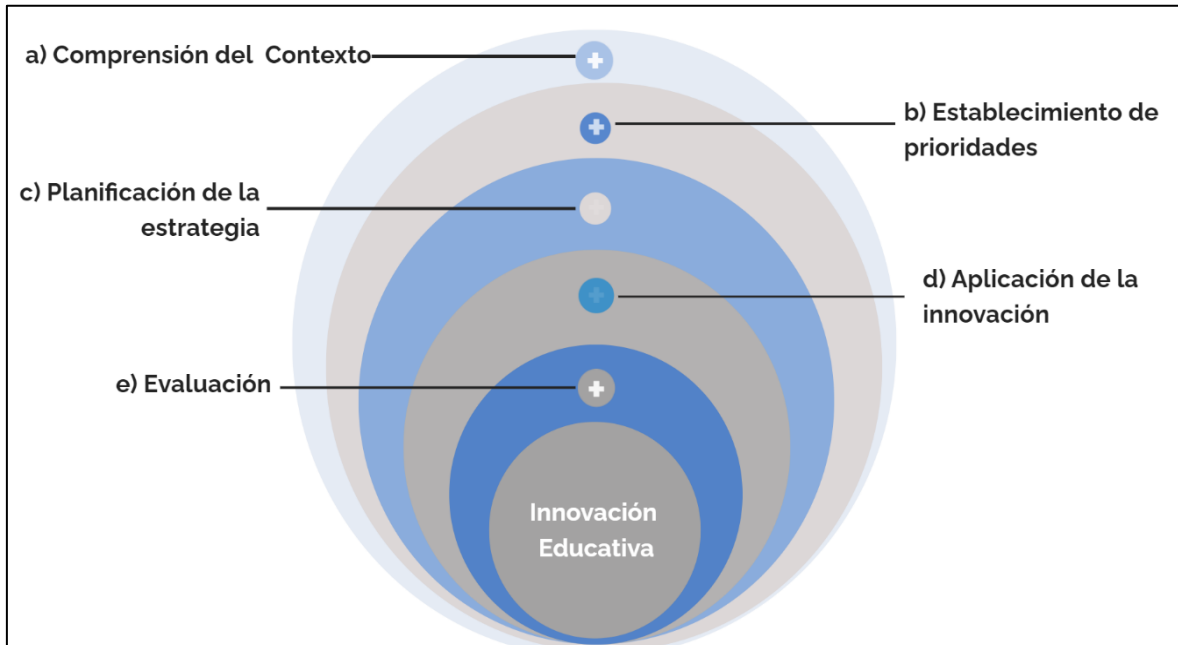 a) Comprensión del Contexto
b) Establecimiento de
prioridades
c) Planificación de la
estrategia
d) Aplicación de la
innovación
e) Evaluación
Innovación
Educativa